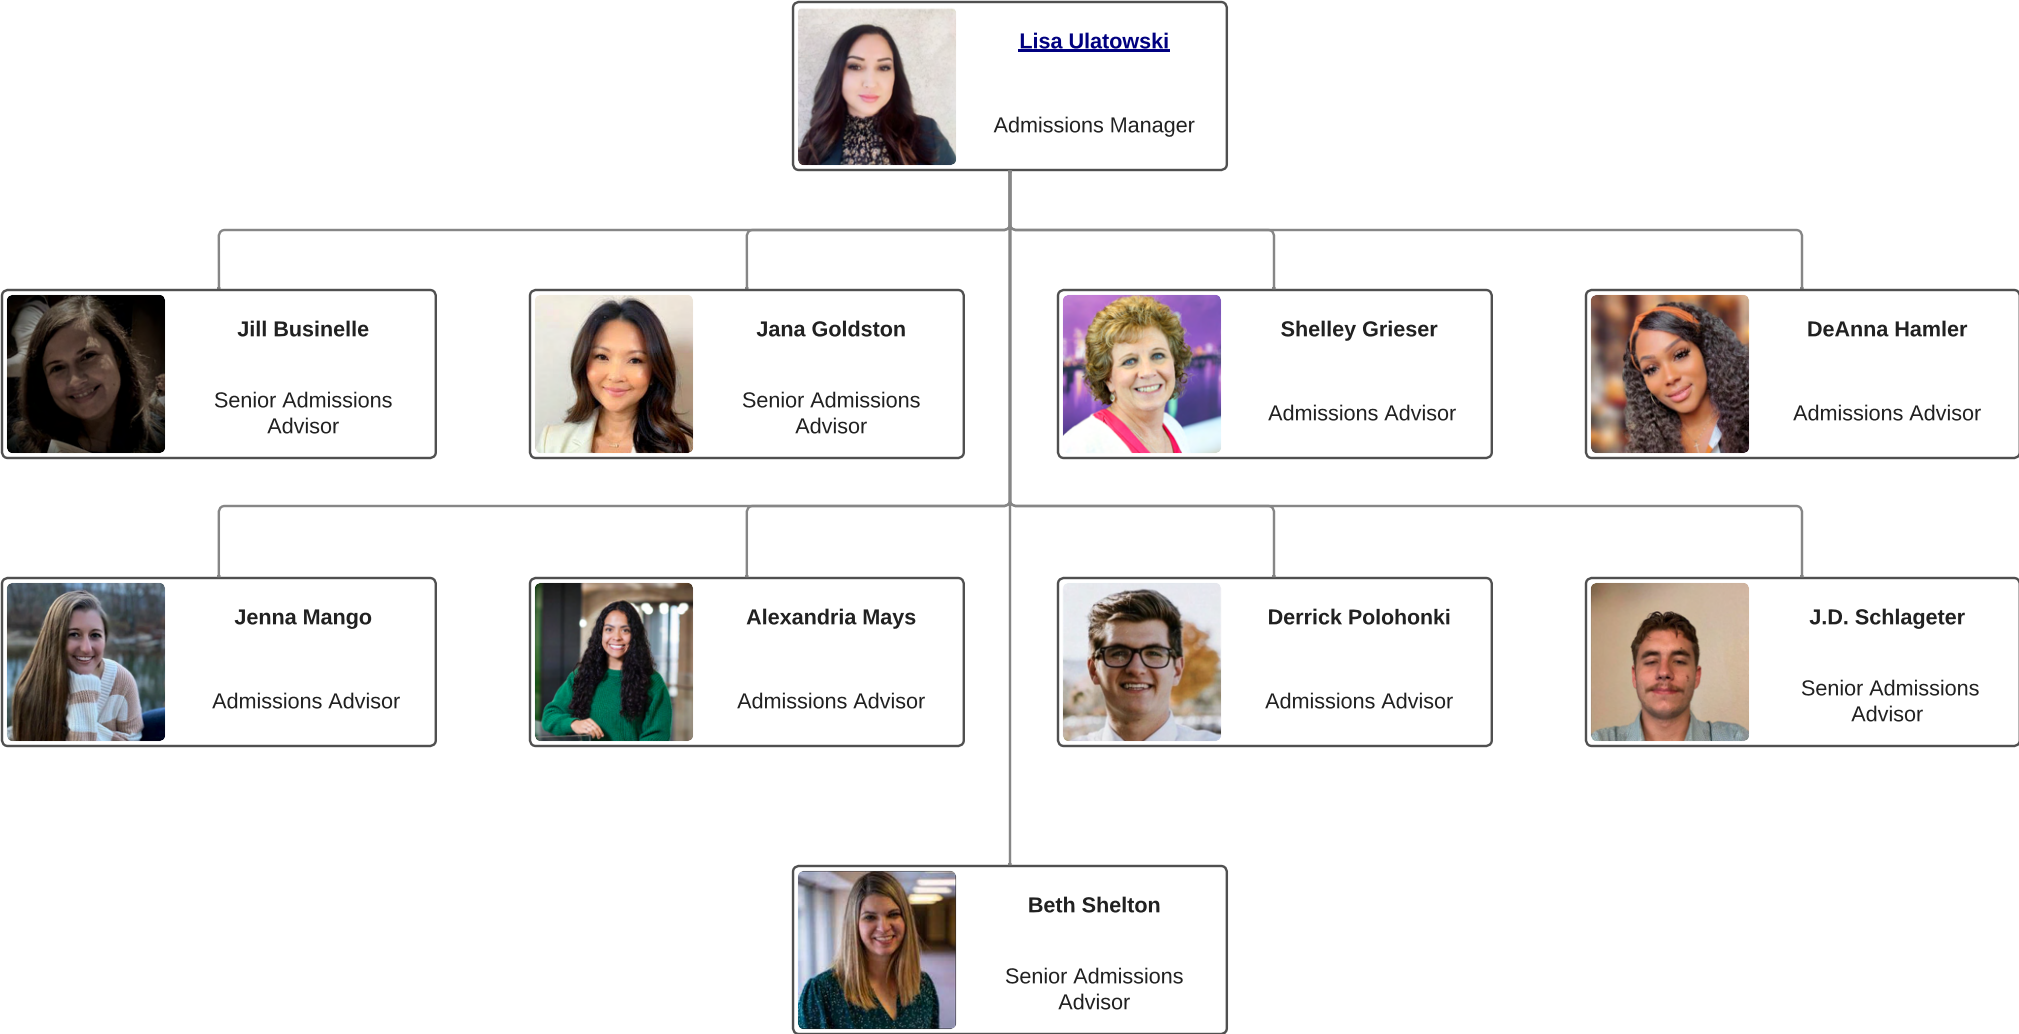 Lisa Ulatowski
Admissions Manager
Jill Businelle
Senior Admissions
Advisor
Jana Goldston
Senior Admissions
Advisor
Shelley Grieser
Admissions Advisor
DeAnna Hamler
Admissions Advisor
Jenna Mango
Admissions Advisor
Alexandria Mays
Admissions Advisor
Derrick Polohonki
Admissions Advisor
J.D. Schlageter
Senior Admissions
Advisor
Beth Shelton
Senior Admissions
Advisor